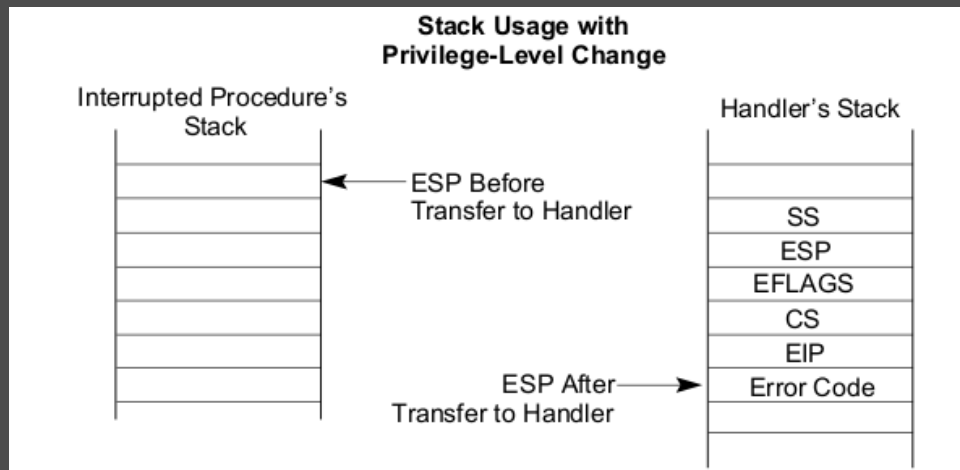 Stack Usage with
Privilege-Level Change
Interrupted Procedure's
Stack
Handler's Stack
ESP Before
Transfer to Handler
SS
ESP
EFLAGS
CS
EIP
ESP After
Transfer to Handler
Error Code